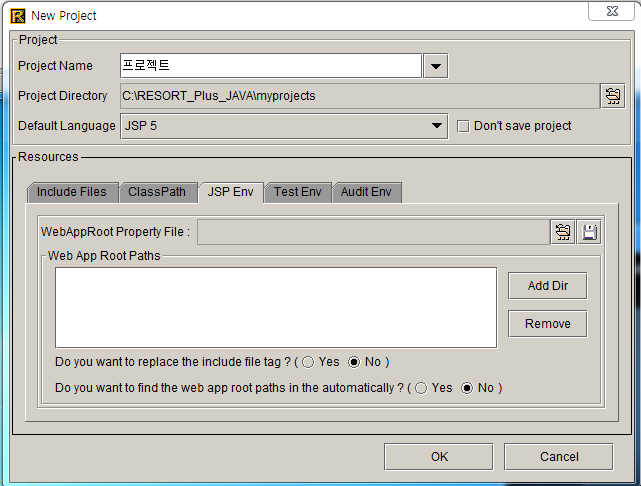 New Project
Project
Project Name 프로젝트
Project Directory C:\RESORT_Plus_JAVA\myprojects
Default Language JSP 5 Don't save project
Resources
Include Files ClassPath JSP Env Test Env Audit Env
WebAppRoot Property File :
Web App Root Paths
Add Dir
Remove
Do you want to replace the include file tag ? ( Yes No )
Do you want to find the web app root paths in the automatically ? ( Yes No )
OK Cancel